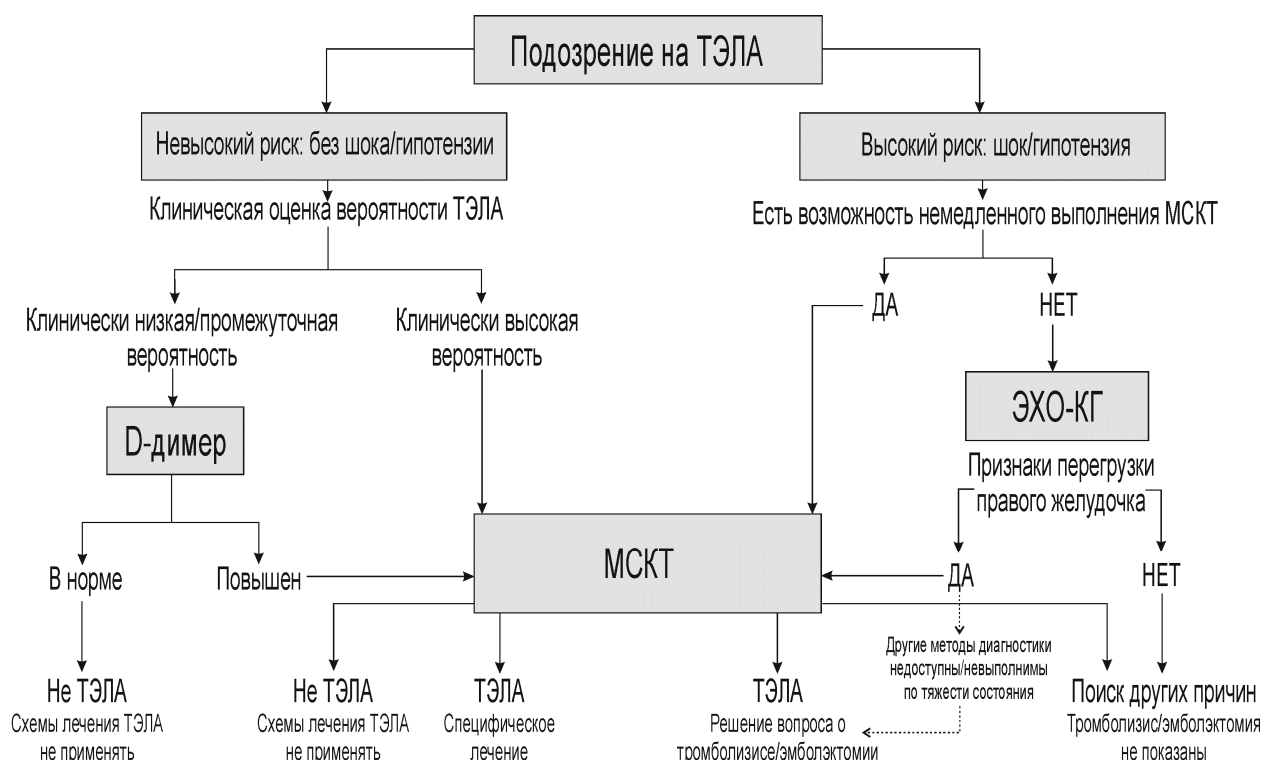 Подозрение на ТЭЛА
Невысокий риск: без шока/гипотензии
Высокий риск: шок/гипотензия
Клиническая оценка вероятности ТЭЛА
Есть возможность немедленного выполнения МСКТ
ДА
НЕТ
Клинически низкая/промежуточная
вероятность
Клинически высокая
вероятность
ЭХО-КГ
D-димер
Признаки перегрузки
правого желудочка
МСКТ
В норме
Повышен
ДА
НЕТ
Другие методы диагностики
недоступны/невыполнимы
по тяжести состояния
Не ТЭЛА
Схемы лечения ТЭЛА
не применять
Не ТЭЛА
Схемы лечения ТЭЛА
не применять
ТЭЛА
Специфическое
лечение
ТЭЛА
Решение вопроса о
тромболизисе/эмболэктомии
Поиск других причин
Тромболизис/эмболэктомия
не показаны